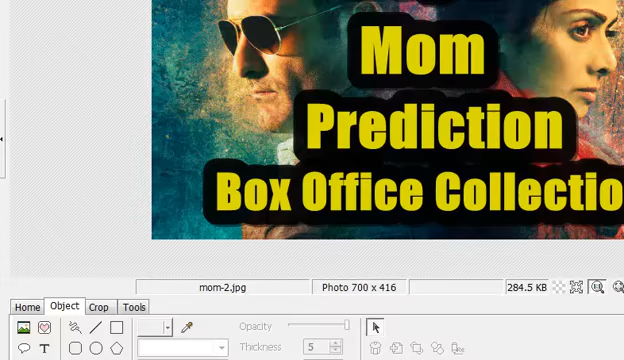 Mom
Prediction
Box Office Collectio
mom-2.jpg
Photo 700 x 416
284.5 KB
Home
Object
Crop
Tools
Opacity
T
Thickness
5